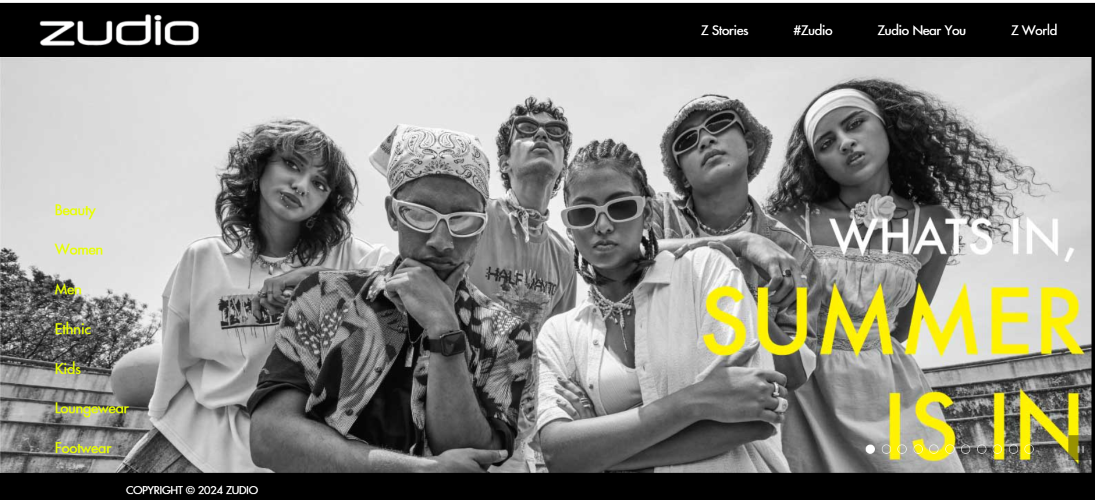 zudio
Z Stories
#Zudio
Zudio Near You
Z World
Beauty
Women
Men
Ethnic
Kids
Loungewear
Footwear
HALF
WHATS IN,
SUMMER
IS IN
COPYRIGHT © 2024 ZUDIO